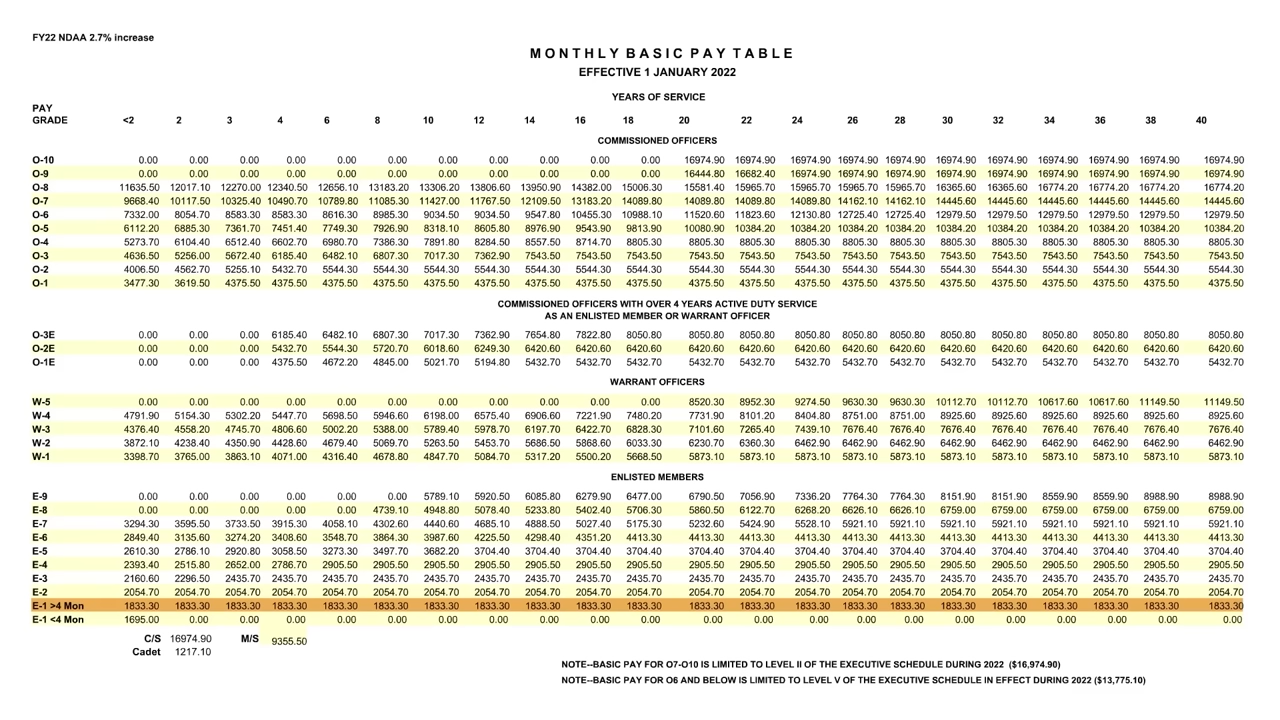 FY22 NDAA 2.7% increase
MONTHLY BASIC PAY TABLE
EFFECTIVE 1 JANUARY 2022
YEARS OF SERVICE
PAY
GRADE <2 2 3 4 6 8 10 12 14 16 18 20 22 24 26 28 30 32 34 36 38 40
COMMISSIONED OFFICERS
O-10 0.00 0.00 0.00 0.00 0.00 0.00 0.00 0.00 0.00 0.00 0.00 16974.90 16974.90 16974.90 16974.90 16974.90 16974.90 16974.90 16974.90 16974.90 16974.90 16974.90
O-9 0.00 0.00 0.00 0.00 0.00 0.00 0.00 0.00 0.00 0.00 0.00 16444.80 16682.40 16974.90 16974.90 16974.90 16974.90 16974.90 16974.90 16974.90 16974.90 16974.90
O-8 11635.50 12017.10 12270.00 12340.50 12656.10 13183.20 13306.20 13806.60 13950.90 14382.00 15006.30 15581.40 15965.70 15965.70 15965.70 15965.70 16365.60 16365.60 16774.20 16774.20 16774.20 16774.20
O-7 9668.40 10117.50 10325.40 10490.70 10789.80 11085.30 11427.00 11767.50 12109.50 13183.20 14089.80 14089.80 14089.80 14089.80 14162.10 14162.10 14445.60 14445.60 14445.60 14445.60 14445.60 14445.60
O-6 7332.00 8054.70 8583.30 8583.30 8616.30 8985.30 9034.50 9034.50 9547.80 10455.30 10988.10 11520.60 11823.60 12130.80 12725.40 12725.40 12979.50 12979.50 12979.50 12979.50 12979.50 12979.50
O-5 6112.20 6885.30 7361.70 7451.40 7749.30 7926.90 8318.10 8605.80 8976.90 9543.90 9813.90 10080.90 10384.20 10384.20 10384.20 10384.20 10384.20 10384.20 10384.20 10384.20 10384.20 10384.20
O-4 5273.70 6104.40 6512.40 6602.70 6980.70 7386.30 7891.80 8284.50 8557.50 8714.70 8805.30 8805.30 8805.30 8805.30 8805.30 8805.30 8805.30 8805.30 8805.30 8805.30 8805.30 8805.30
O-3 4636.50 5256.00 5672.40 6185.40 6482.10 6807.30 7017.30 7362.90 7543.50 7543.50 7543.50 7543.50 7543.50 7543.50 7543.50 7543.50 7543.50 7543.50 7543.50 7543.50 7543.50 7543.50
O-2 4006.50 4562.70 5255.10 5432.70 5544.30 5544.30 5544.30 5544.30 5544.30 5544.30 5544.30 5544.30 5544.30 5544.30 5544.30 5544.30 5544.30 5544.30 5544.30 5544.30 5544.30 5544.30
O-1 3477.30 3619.50 4375.50 4375.50 4375.50 4375.50 4375.50 4375.50 4375.50 4375.50 4375.50 4375.50 4375.50 4375.50 4375.50 4375.50 4375.50 4375.50 4375.50 4375.50 4375.50 4375.50
COMMISSIONED OFFICERS WITH OVER 4 YEARS ACTIVE DUTY SERVICE
AS AN ENLISTED MEMBER OR WARRANT OFFICER
O-3E 0.00 0.00 0.00 6185.40 6482.10 6807.30 7017.30 7362.90 7654.80 7822.80 8050.80 8050.80 8050.80 8050.80 8050.80 8050.80 8050.80 8050.80 8050.80 8050.80 8050.80 8050.80
O-2E 0.00 0.00 0.00 5432.70 5544.30 5720.70 6018.60 6249.30 6420.60 6420.60 6420.60 6420.60 6420.60 6420.60 6420.60 6420.60 6420.60 6420.60 6420.60 6420.60 6420.60 6420.60
O-1E 0.00 0.00 0.00 4375.50 4672.20 4845.00 5021.70 5194.80 5432.70 5432.70 5432.70 5432.70 5432.70 5432.70 5432.70 5432.70 5432.70 5432.70 5432.70 5432.70 5432.70 5432.70
WARRANT OFFICERS
W-5 0.00 0.00 0.00 0.00 0.00 0.00 0.00 0.00 0.00 0.00 0.00 8520.30 8952.30 9274.50 9630.30 9630.30 10112.70 10112.70 10617.60 10617.60 11149.50 11149.50
W-4 4791.90 5154.30 5302.20 5447.70 5698.50 5946.60 6198.00 6575.40 6906.60 7221.90 7480.20 7731.90 8101.20 8404.80 8751.00 8751.00 8925.60 8925.60 8925.60 8925.60 8925.60 8925.60
W-3 4376.40 4558.20 4745.70 4806.60 5002.20 5388.00 5789.40 5978.70 6197.70 6422.70 6828.30 7101.60 7265.40 7439.10 7676.40 7676.40 7676.40 7676.40 7676.40 7676.40 7676.40 7676.40
W-2 3872.10 4238.40 4350.90 4428.60 4679.40 5069.70 5263.50 5453.70 5686.50 5868.60 6033.30 6230.70 6360.30 6462.90 6462.90 6462.90 6462.90 6462.90 6462.90 6462.90 6462.90 6462.90
W-1 3398.70 3765.00 3863.10 4071.00 4316.40 4678.80 4847.70 5084.70 5317.20 5500.20 5668.50 5873.10 5873.10 5873.10 5873.10 5873.10 5873.10 5873.10 5873.10 5873.10 5873.10 5873.10
ENLISTED MEMBERS
E-9 0.00 0.00 0.00 0.00 0.00 0.00 5789.10 5920.50 6085.80 6279.90 6477.00 6790.50 7056.90 7336.20 7764.30 7764.30 8151.90 8151.90 8559.90 8559.90 8988.90 8988.90
E-8 0.00 0.00 0.00 0.00 0.00 4739.10 4948.80 5078.40 5233.80 5402.40 5706.30 5860.50 6122.70 6268.20 6626.10 6626.10 6759.00 6759.00 6759.00 6759.00 6759.00 6759.00
E-7 3294.30 3595.50 3733.50 3915.30 4058.10 4302.60 4440.60 4685.10 4888.50 5027.40 5175.30 5232.60 5424.90 5528.10 5921.10 5921.10 5921.10 5921.10 5921.10 5921.10 5921.10 5921.10
E-6 2849.40 3135.60 3274.20 3408.60 3548.70 3864.30 3987.60 4225.50 4298.40 4351.20 4413.30 4413.30 4413.30 4413.30 4413.30 4413.30 4413.30 4413.30 4413.30 4413.30 4413.30 4413.30
E-5 2610.30 2786.10 2920.80 3058.50 3273.30 3497.70 3682.20 3704.40 3704.40 3704.40 3704.40 3704.40 3704.40 3704.40 3704.40 3704.40 3704.40 3704.40 3704.40 3704.40 3704.40 3704.40
E-4 2393.40 2515.80 2652.00 2786.70 2905.50 2905.50 2905.50 2905.50 2905.50 2905.50 2905.50 2905.50 2905.50 2905.50 2905.50 2905.50 2905.50 2905.50 2905.50 2905.50 2905.50 2905.50
E-3 2160.60 2296.50 2435.70 2435.70 2435.70 2435.70 2435.70 2435.70 2435.70 2435.70 2435.70 2435.70 2435.70 2435.70 2435.70 2435.70 2435.70 2435.70 2435.70 2435.70 2435.70 2435.70
E-2 2054.70 2054.70 2054.70 2054.70 2054.70 2054.70 2054.70 2054.70 2054.70 2054.70 2054.70 2054.70 2054.70 2054.70 2054.70 2054.70 2054.70 2054.70 2054.70 2054.70 2054.70 2054.70
E-1 >4 Mon 1833.30 1833.30 1833.30 1833.30 1833.30 1833.30 1833.30 1833.30 1833.30 1833.30 1833.30 1833.30 1833.30 1833.30 1833.30 1833.30 1833.30 1833.30 1833.30 1833.30 1833.30 1833.30
E-1 <4 Mon 1695.00 0.00 0.00 0.00 0.00 0.00 0.00 0.00 0.00 0.00 0.00 0.00 0.00 0.00 0.00 0.00 0.00 0.00 0.00 0.00 0.00 0.00
C/S 16974.90 M/S 9355.50
Cadet 1217.10
NOTE--BASIC PAY FOR O7-O10 IS LIMITED TO LEVEL II OF THE EXECUTIVE SCHEDULE DURING 2022 ($16,974.90)
NOTE--BASIC PAY FOR O6 AND BELOW IS LIMITED TO LEVEL V OF THE EXECUTIVE SCHEDULE IN EFFECT DURING 2022 ($13,775.10)